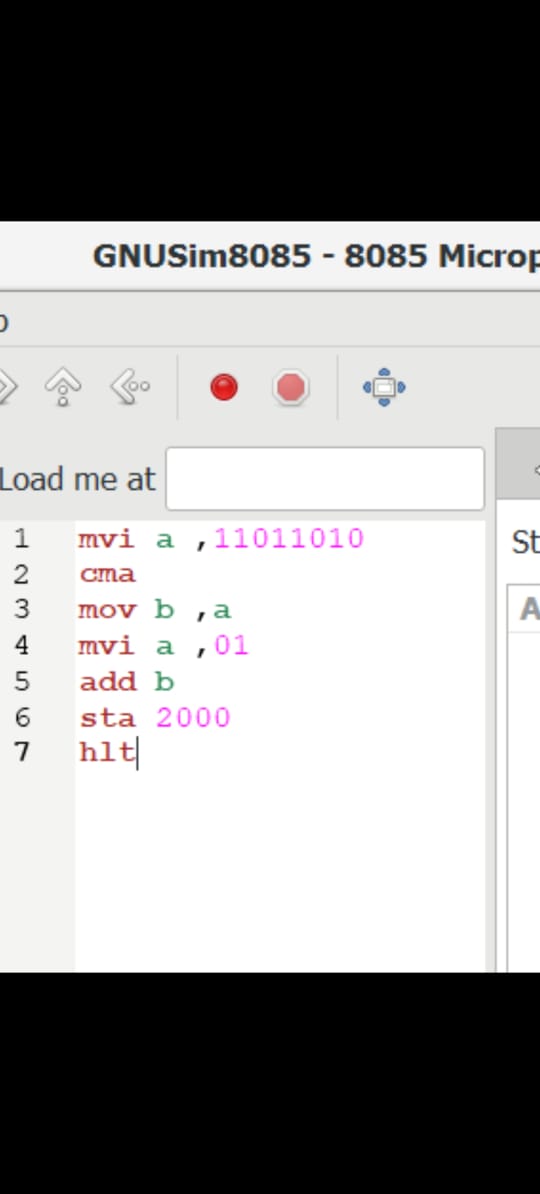 GNUSim8085 - 8085 Microp
Load me at
St
1 mvi a ,11011010
2 cma
3 mov b ,a
4 mvi a ,01
5 add b
6 sta 2000
7 hlt
A